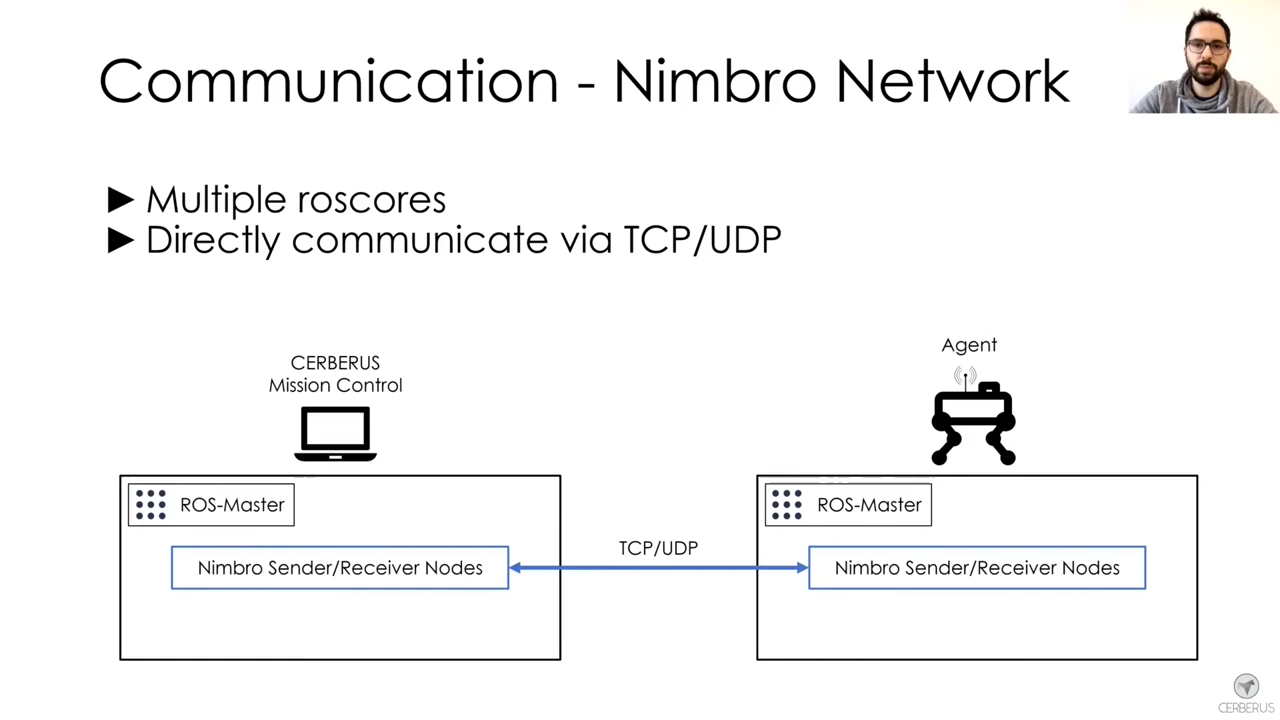 Communication - Nimbro Network
► Multiple roscores
► Directly communicate via TCP/UDP
CERBERUS
Mission Control
Agent
ROS-Master
Nimbro Sender/Receiver Nodes
TCP/UDP
ROS-Master
Nimbro Sender/Receiver Nodes
CERBERUS